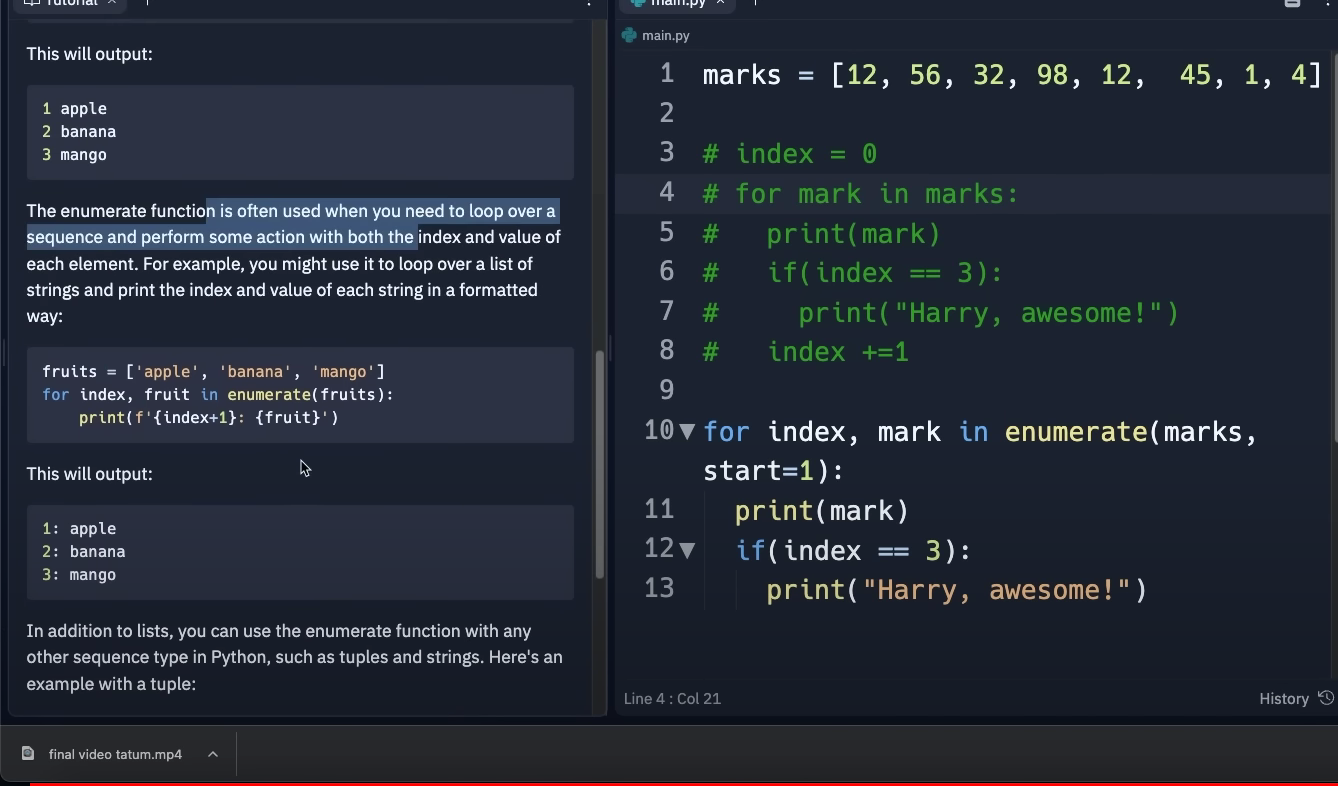 Tutorial
This will output:
1 apple
2 banana
3 mango
The enumerate function is often used when you need to loop over a
sequence and perform some action with both the index and value of
each element. For example, you might use it to loop over a list of
strings and print the index and value of each string in a formatted
way:
fruits = ['apple', 'banana', 'mango']
for index, fruit in enumerate(fruits):
    print(f'{index+1}: {fruit}')
This will output:
1: apple
2: banana
3: mango
In addition to lists, you can use the enumerate function with any
other sequence type in Python, such as tuples and strings. Here's an
example with a tuple:
main.py
main.py
1 marks = [12, 56, 32, 98, 12,  45, 1, 4]
2
3 # index = 0
4 # for mark in marks:
5 #   print(mark)
6 #   if(index == 3):
7 #     print("Harry, awesome!")
8 #   index +=1
9
10 for index, mark in enumerate(marks,
start=1):
11   print(mark)
12   if(index == 3):
13     print("Harry, awesome!")
Line 4 : Col 21
History
final video tatum.mp4